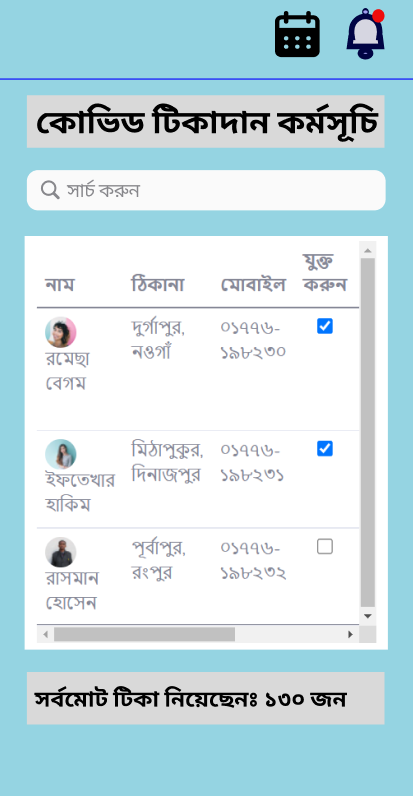 কোভিড টিকাদান কর্মসূচি
সার্চ করুন
নাম ঠিকানা মোবাইল যুক্ত করুন
রমেছা বেগম দুর্গাপুর, নওগাঁ ০১৭৭৬-১৯৮২৩০
ইফতেখার হাকিম মিঠাপুকুর, দিনাজপুর ০১৭৭৬-১৯৮২৩১
রাসমান হোসেন পূর্বাপুর, রংপুর ০১৭৭৬-১৯৮২৩২
সর্বমোট টিকা নিয়েছেনঃ ১৩০ জন